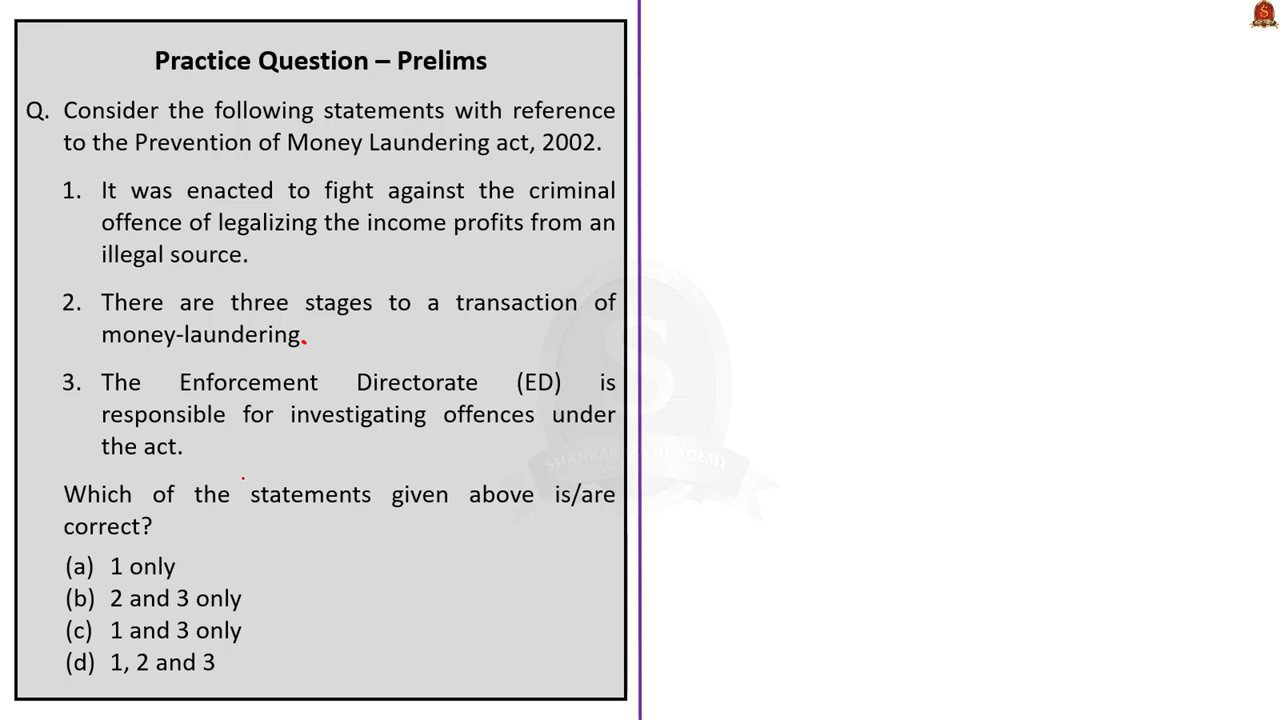 Practice Question – Prelims
Q. Consider the following statements with reference
to the Prevention of Money Laundering act, 2002.
1. It was enacted to fight against the criminal
offence of legalizing the income profits from an
illegal source.
2. There are three stages to a transaction of
money-laundering.
3. The Enforcement Directorate (ED) is
responsible for investigating offences under
the act.
Which of the statements given above is/are
correct?
(a) 1 only
(b) 2 and 3 only
(c) 1 and 3 only
(d) 1, 2 and 3